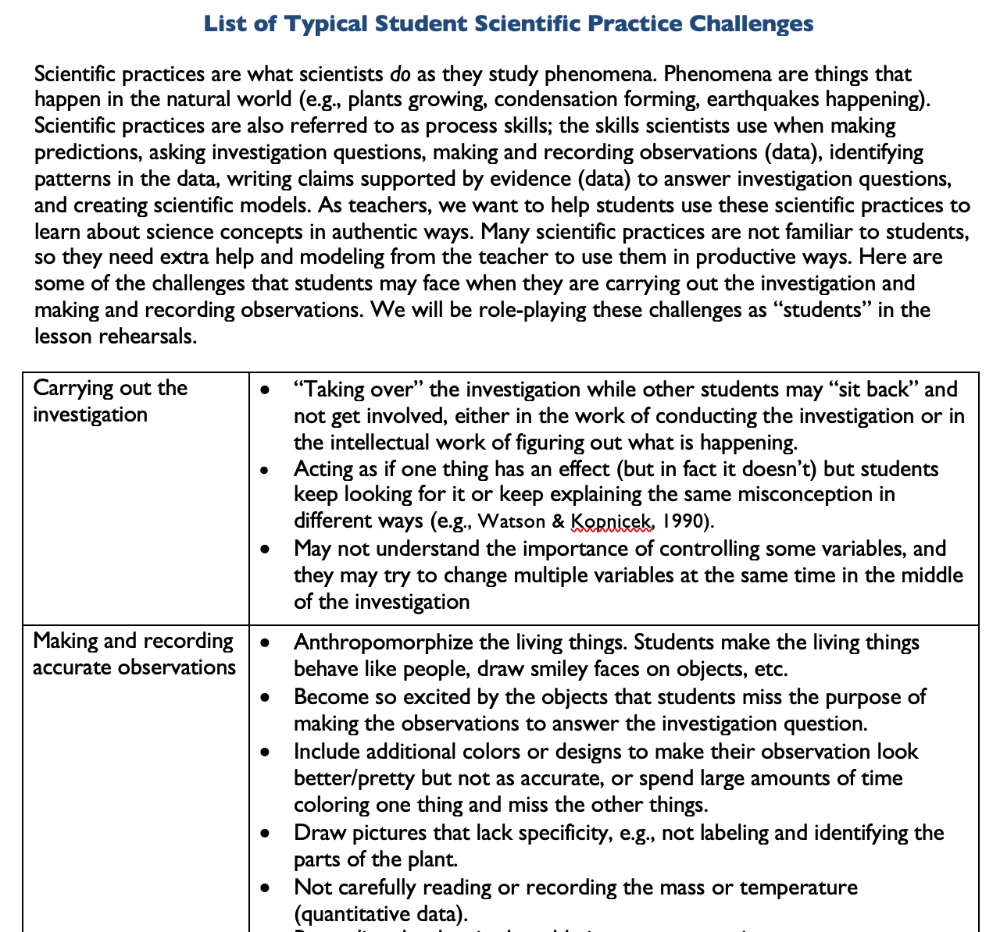 List of Typical Student Scientific Practice Challenges
Scientific practices are what scientists do as they study phenomena. Phenomena are things that
happen in the natural world (e.g., plants growing, condensation forming, earthquakes happening).
Scientific practices are also referred to as process skills; the skills scientists use when making
predictions, asking investigation questions, making and recording observations (data), identifying
patterns in the data, writing claims supported by evidence (data) to answer investigation questions,
and creating scientific models. As teachers, we want to help students use these scientific practices to
learn about science concepts in authentic ways. Many scientific practices are not familiar to students,
so they need extra help and modeling from the teacher to use them in productive ways. Here are
some of the challenges that students may face when they are carrying out the investigation and
making and recording observations. We will be role-playing these challenges as “students” in the
lesson rehearsals.
Carrying out the
investigation
• “Taking over” the investigation while other students may “sit back” and
not get involved, either in the work of conducting the investigation or in
the intellectual work of figuring out what is happening.
• Acting as if one thing has an effect (but in fact it doesn’t) but students
keep looking for it or keep explaining the same misconception in
different ways (e.g., Watson & Kopnicek, 1990).
• May not understand the importance of controlling some variables, and
they may try to change multiple variables at the same time in the middle
of the investigation
Making and recording
accurate observations
• Anthropomorphize the living things. Students make the living things
behave like people, draw smiley faces on objects, etc.
• Become so excited by the objects that students miss the purpose of
making the observations to answer the investigation question.
• Include additional colors or designs to make their observation look
better/pretty but not as accurate, or spend large amounts of time
coloring one thing and miss the other things.
• Draw pictures that lack specificity, e.g., not labeling and identifying the
parts of the plant.
• Not carefully reading or recording the mass or temperature
(quantitative data).